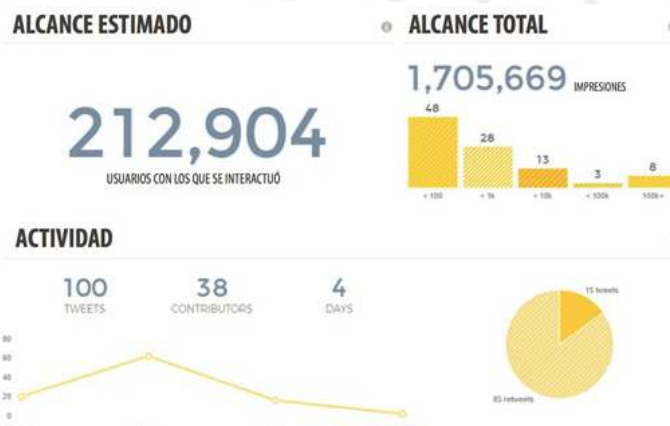 ALCANCE ESTIMADO
212,904
USUARIOS CON LOS QUE SE INTERACTUÓ
ALCANCE TOTAL
1,705,669 IMPRESIONES
48
28
13
3
8
< 100
< 1k
< 10k
< 100k
100k+
ACTIVIDAD
100
TWEETS
38
CONTRIBUTORS
4
DAYS
80
60
40
20
0
15 tweets
85 retweets